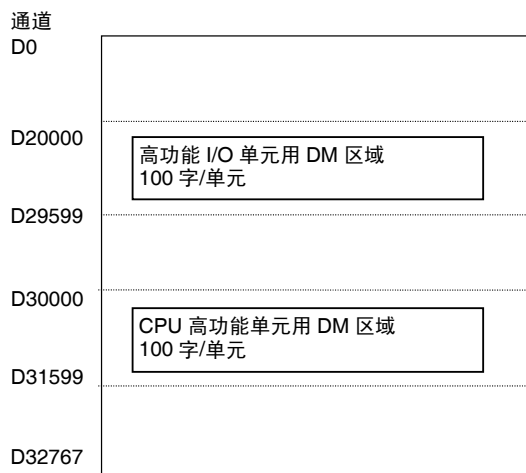 通道
D0
D20000
高功能 I/O 单元用 DM 区域
100 字/单元
D29599
D30000
CPU 高功能单元用 DM 区域
100 字/单元
D31599
D32767